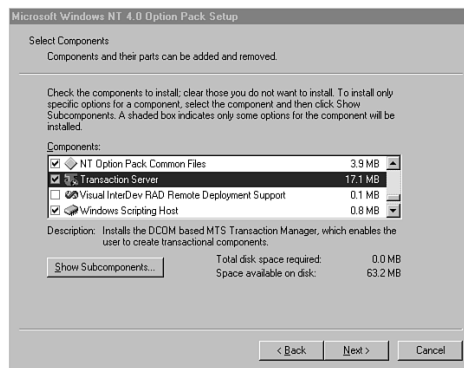 Microsoft Windows NT 4.0 Option Pack Setup
Select Components
Components and their parts can be added and removed.
Check the components to install; clear those you do not want to install. To install only
specific options for a component, select the component and then click Show
Subcomponents. A shaded box indicates only some options for the component will be
installed.
Components:
NT Option Pack Common Files 3.9 MB
Transaction Server 17.1 MB
Visual InterDev RAD Remote Deployment Support 0.1 MB
Windows Scripting Host 0.8 MB
Description: Installs the DCOM based MTS Transaction Manager, which enables the
user to create transactional components.
Show Subcomponents...
Total disk space required: 0.0 MB
Space available on disk: 63.2 MB
< Back Next > Cancel